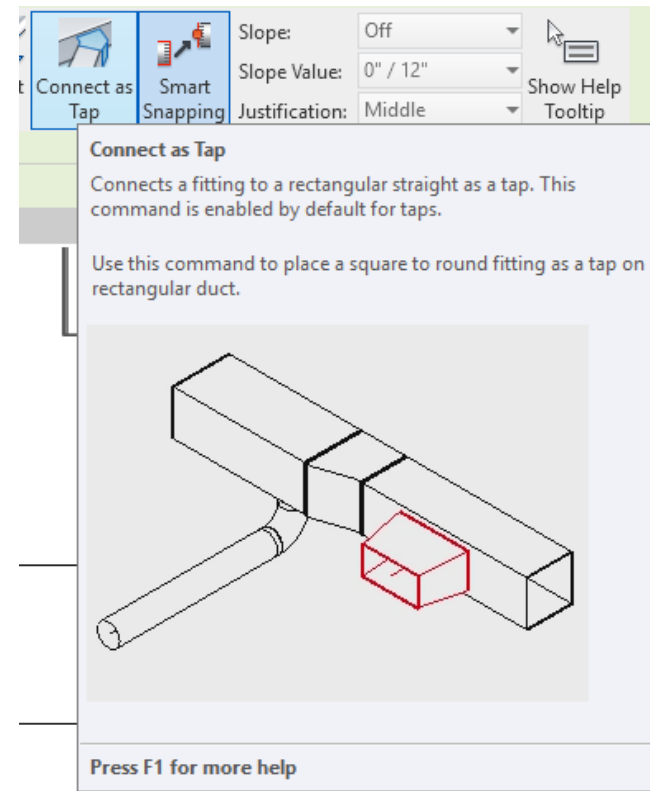 Connect as
Tap
Smart
Snapping
Slope:
Off
Slope Value:
0" / 12"
Justification:
Middle
Show Help
Tooltip
Connect as Tap
Connects a fitting to a rectangular straight as a tap. This
command is enabled by default for taps.
Use this command to place a square to round fitting as a tap on
rectangular duct.
Press F1 for more help